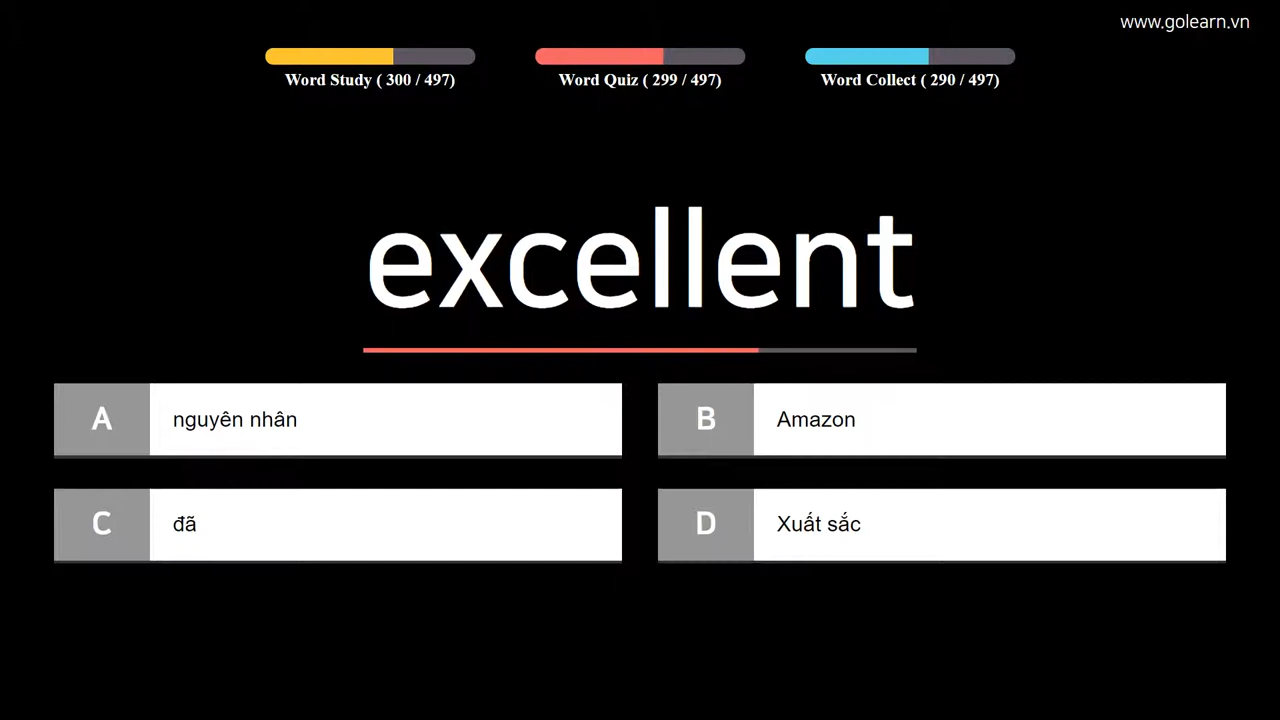 www.golearn.vn
Word Study ( 300 / 497)
Word Quiz ( 299 / 497)
Word Collect ( 290 / 497)
excellent
A nguyên nhân
B Amazon
C đã
D Xuất sắc